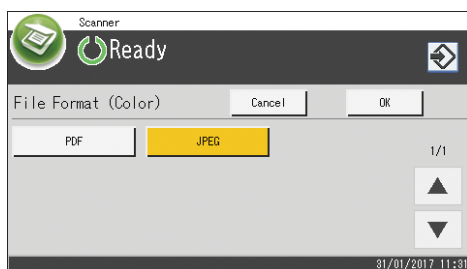 Scanner
Ready
File Format (Color)
Cancel
OK
PDF
JPEG
1/1
31/01/2017 11:31